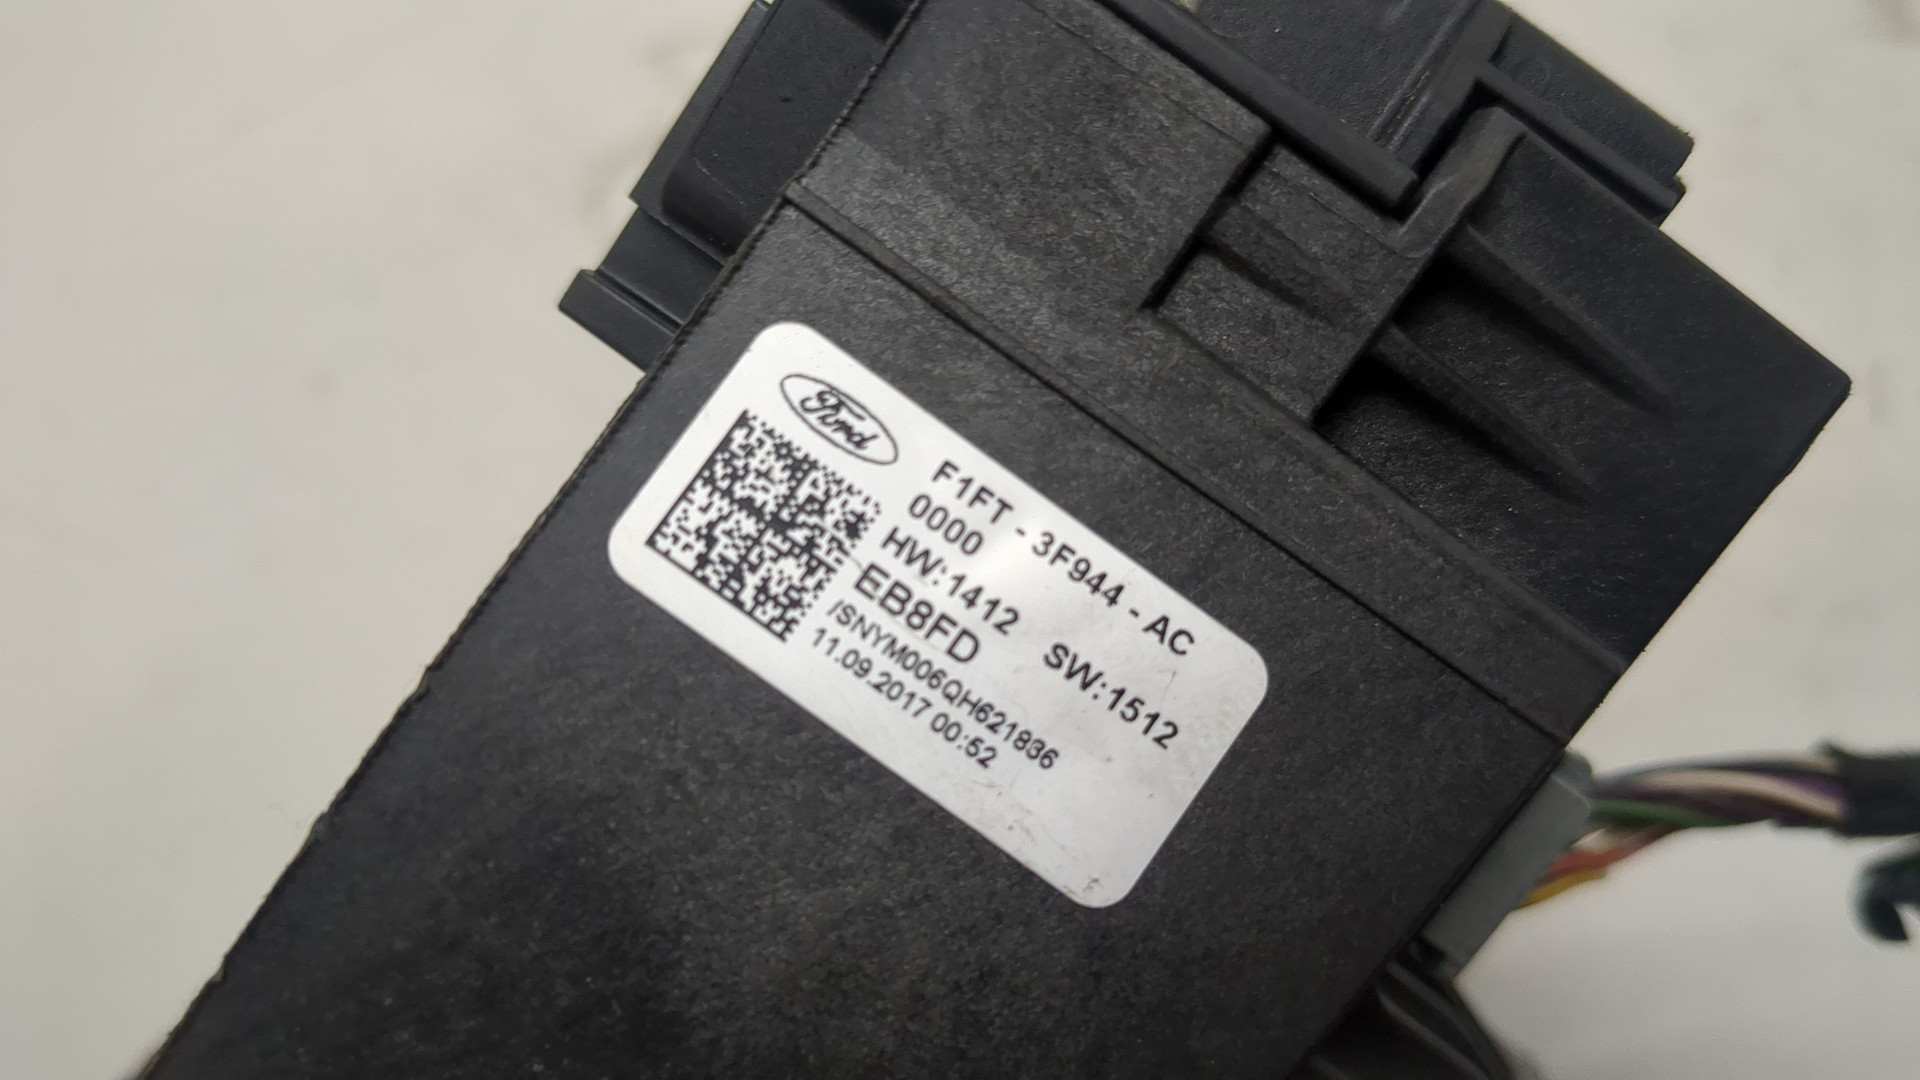 Ford
F1FT - 3F944 - AC
0000
HW:1412 SW:1512
EB8FD
/SNYM006QH621836
11.09.2017 00:52